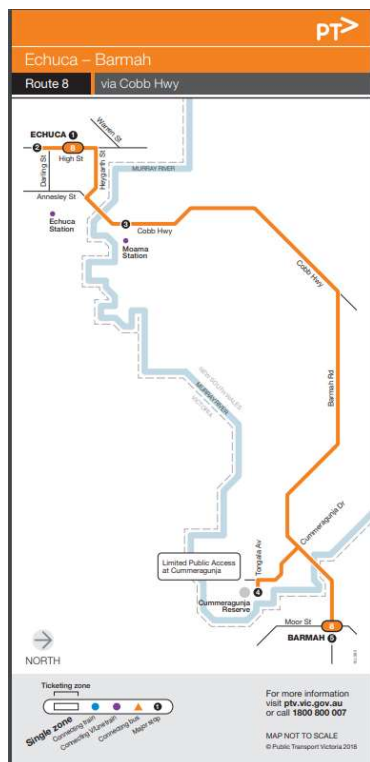 PT>
Echuca – Barmah
Route 8
via Cobb Hwy
Warren St
ECHUCA 1
2
8
High St
Darling St
Heygarth St
MURRAY RIVER
Annesley St
Echuca
Station
3
Cobb Hwy
Moama
Station
Cobb Hwy
Barmah Rd
NEW SOUTH WALES
MURRAY RIVER
VICTORIA
Cummeragunja Dr
Tongala Av
Limited Public Access
at Cummeragunja
4
Cummeragunja
Reserve
Moor St
8
BARMAH 5
NORTH
Ticketing zone
Single zone
Connecting train
Connecting V/Line train
Connecting bus
Major stop
1
For more information
visit ptv.vic.gov.au
or call 1800 800 007
MAP NOT TO SCALE
© Public Transport Victoria 2018